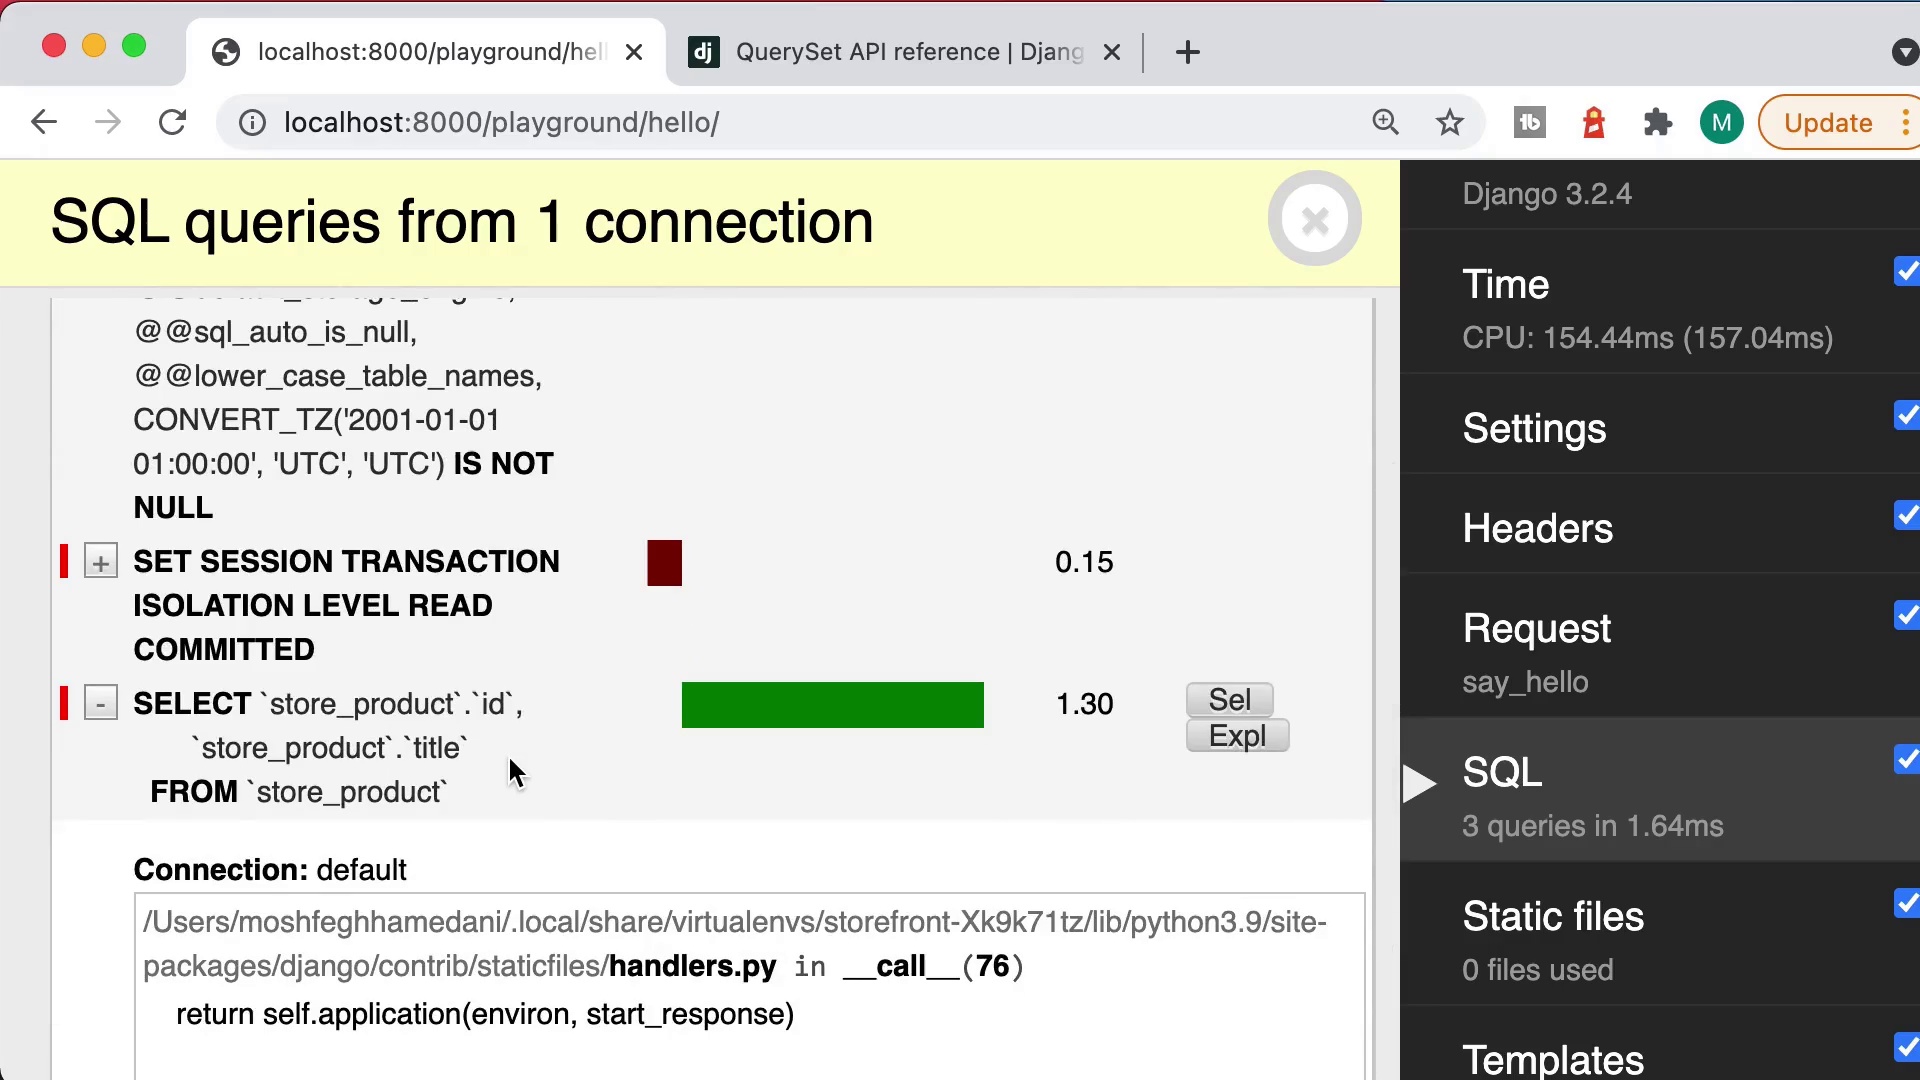 localhost:8000/playground/hel
QuerySet API reference | Djang
localhost:8000/playground/hello/
M
Update
SQL queries from 1 connection
@@sql_auto_is_null,
@@lower_case_table_names,
CONVERT_TZ('2001-01-01
01:00:00', 'UTC', 'UTC') IS NOT
NULL
+ SET SESSION TRANSACTION
ISOLATION LEVEL READ
COMMITTED
0.15
- SELECT `store_product`.`id`,
`store_product`.`title`
FROM `store_product`
1.30
Sel
Expl
Connection: default
/Users/moshfeghhamedani/.local/share/virtualenvs/storefront-Xk9k71tz/lib/python3.9/site-
packages/django/contrib/staticfiles/handlers.py in __call__(76)
return self.application(environ, start_response)
Django 3.2.4
Time
CPU: 154.44ms (157.04ms)
Settings
Headers
Request
say_hello
SQL
3 queries in 1.64ms
Static files
0 files used
Templates